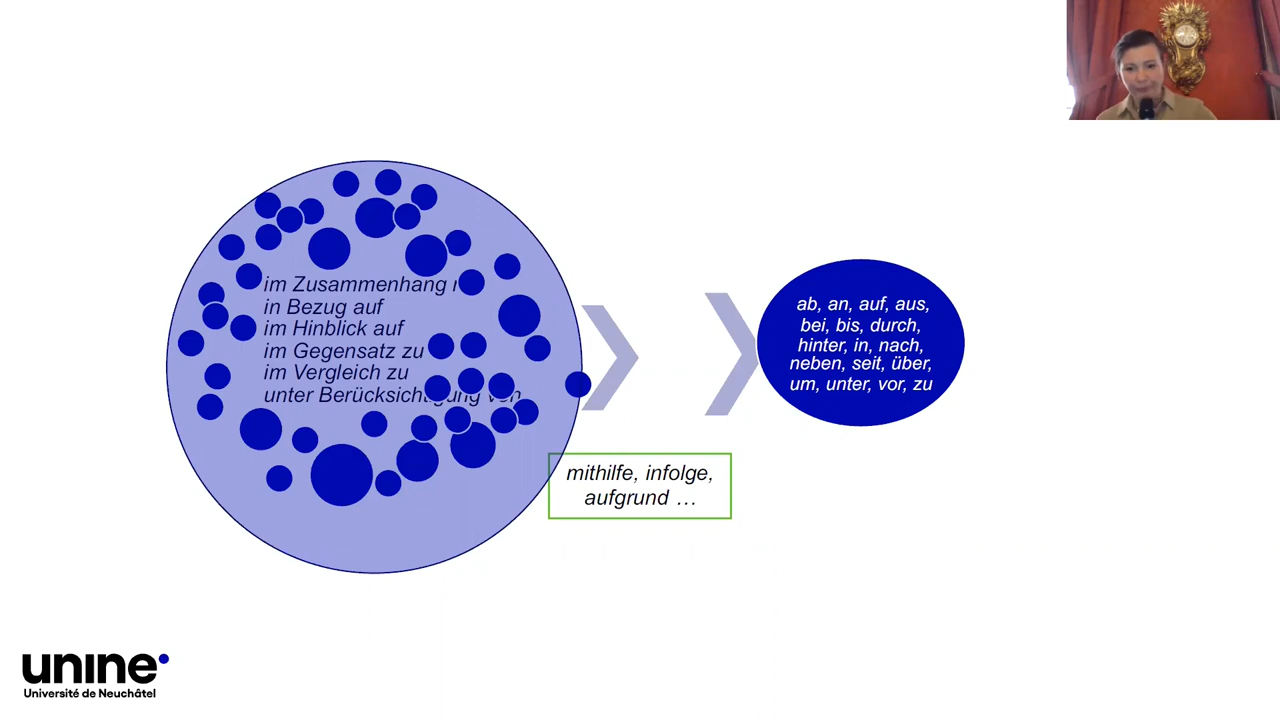 im Zusammenhang
in Bezug auf
im Hinblick auf
im Gegensatz zu
im Vergleich zu
unter Berücksichtigung von
mithilfe, infolge,
aufgrund …
ab, an, auf, aus,
bei, bis, durch,
hinter, in, nach,
neben, seit, über,
um, unter, vor, zu
unine
Université de Neuchâtel